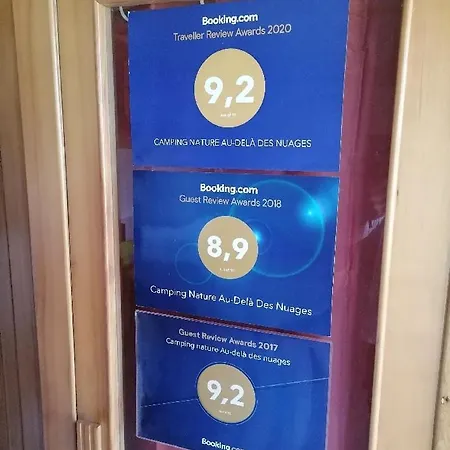 Booking.com
Traveller Review Awards 2020
9,2
CAMPING NATURE AU-DELÀ DES NUAGES
Booking.com
Guest Review Awards 2018
8,9
Camping Nature Au-Delà Des Nuages
Guest Review Awards 2017
Camping nature Au-delà des nuages
9,2
Booking.com